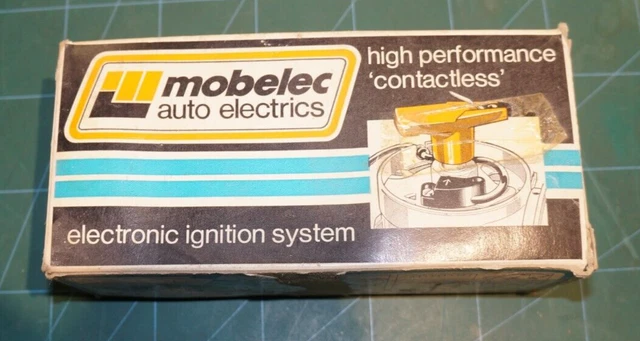 mobelec
auto electrics
high performance
'contactless'
electronic ignition system